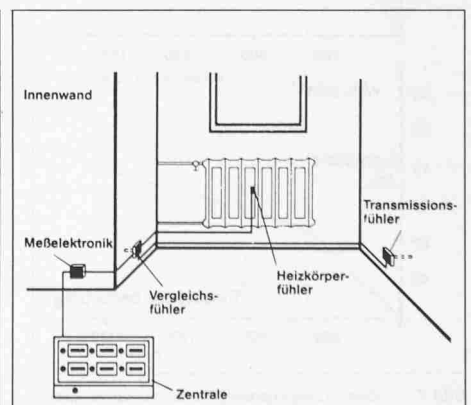 Innenwand
Transmissions-
fühler
Meßelektronik
Heizkörper-
fühler
Vergleichs-
fühler
Zentrale